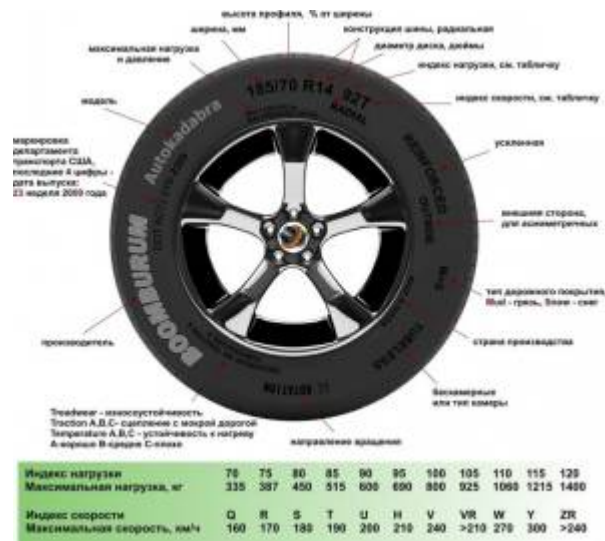 высота профиля, % от ширины
ширина, мм
конструкция шины, радиальная
диаметр диска, дюймы
максимальная нагрузка
и давление
индекс нагрузки, см. табличку
индекс скорости, см. табличку
модель
185/70 R14 92T
RADIAL
Autokadabra
усиленная
REINFORCED
маркировка
департамента
транспорта США,
последние 4 цифры -
дата выпуска:
23 неделя 2009 года
OUTSIDE
внешняя сторона,
для асимметричных
BOOMBURUM
M+S
тип дорожного покрытия
Mud - грязь, Snow - снег
страна производства
TUBELESS
производитель
ROTATION
бескамерные
или тип камеры
Treadwear - износоустойчивость
Traction A,B,C- сцепление с мокрой дорогой
Temperature A,B,C - устойчивость к нагреву
A-хорошо B-средне C-плохо
направление вращения
Индекс нагрузки 70 75 80 85 90 95 100 105 110 115 120
Максимальная нагрузка, кг 335 387 450 515 600 690 800 925 1060 1215 1400
Индекс скорости Q R S T U H V VR W Y ZR
Максимальная скорость, км/ч 160 170 180 190 200 210 240 >210 270 300 >240